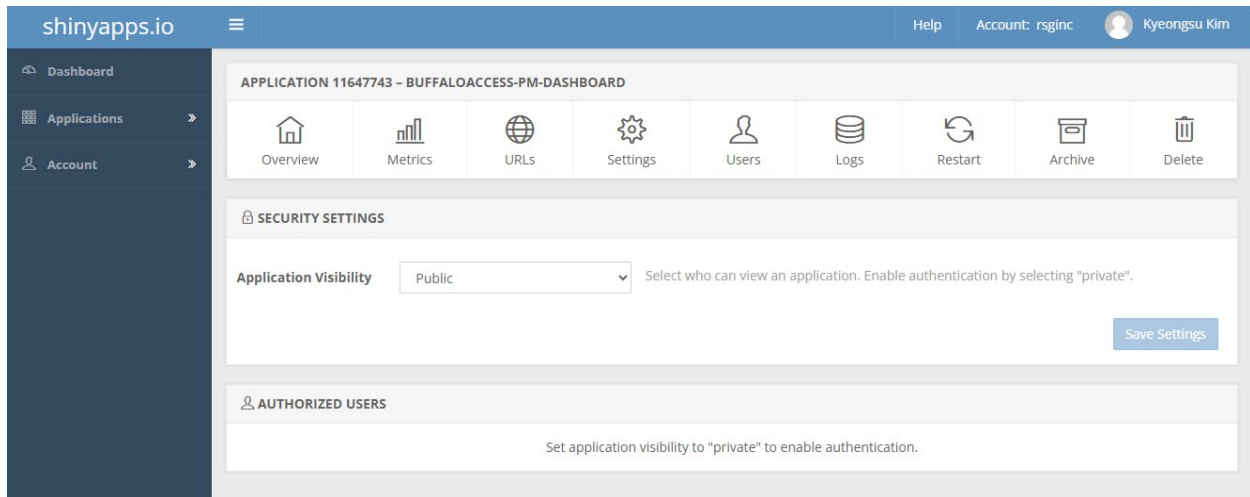 shinyapps.io
Help Account: rsginc Kyeongsu Kim
Dashboard
Applications
Account
APPLICATION 11647743 – BUFFALOACCESS-PM-DASHBOARD
Overview Metrics URLs Settings Users Logs Restart Archive Delete
SECURITY SETTINGS
Application Visibility Public Select who can view an application. Enable authentication by selecting "private".
Save Settings
AUTHORIZED USERS
Set application visibility to "private" to enable authentication.